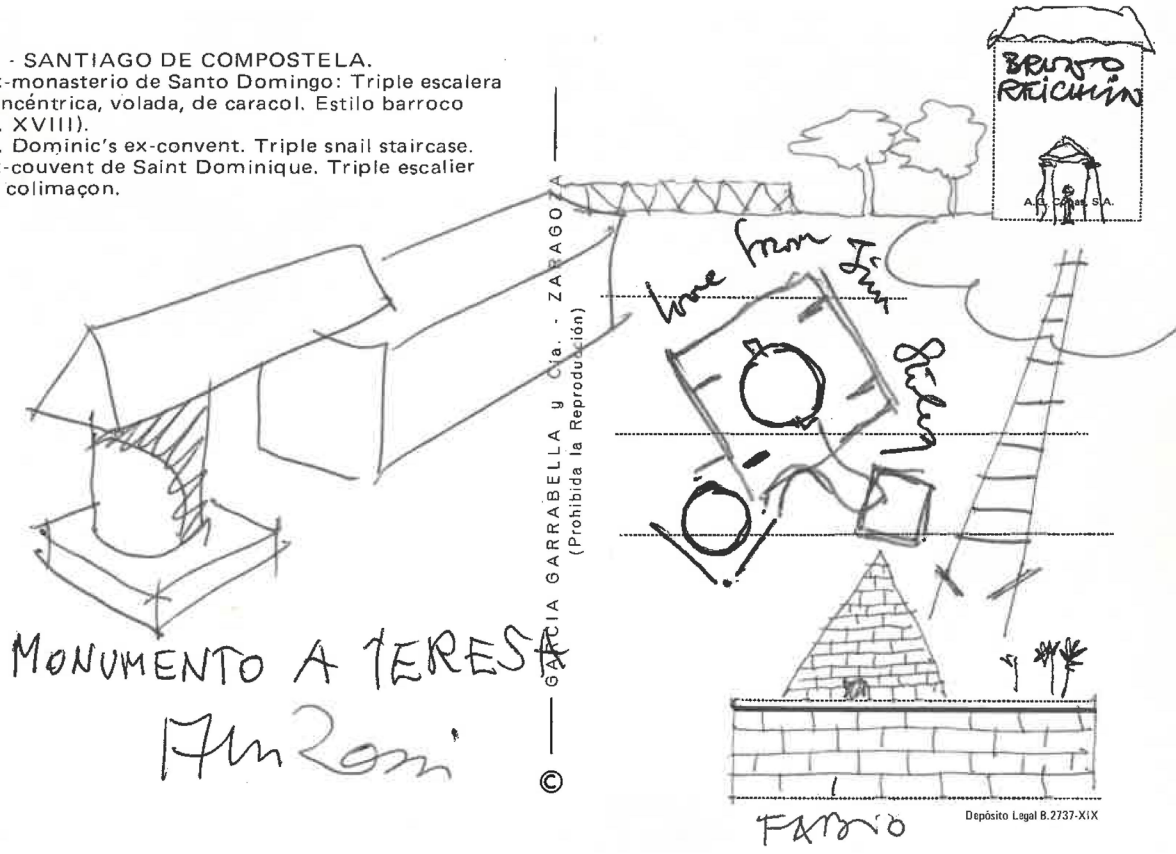 - SANTIAGO DE COMPOSTELA.
-monasterio de Santo Domingo: Triple escalera
ncéntrica, volada, de caracol. Estilo barroco
. XVIII).
. Dominic's ex-convent. Triple snail staircase.
-couvent de Saint Dominique. Triple escalier
colimaçon.
GARCIA GARRABELLA y Cía. - ZARAGOZA
(Prohibida la Reproducción)
©
BRUNO
REICHLIN
A.G. S.A.
love from Jim
Stirling
MONUMENTO A TERESA
FABIO
Depósito Legal B.2737-XIX